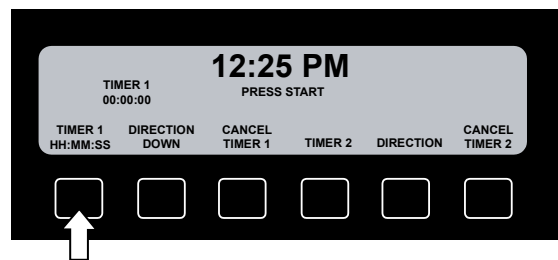 12:25 PM
PRESS START
TIMER 1
00:00:00
TIMER 1
HH:MM:SS
DIRECTION
DOWN
CANCEL
TIMER 1
TIMER 2
DIRECTION
CANCEL
TIMER 2